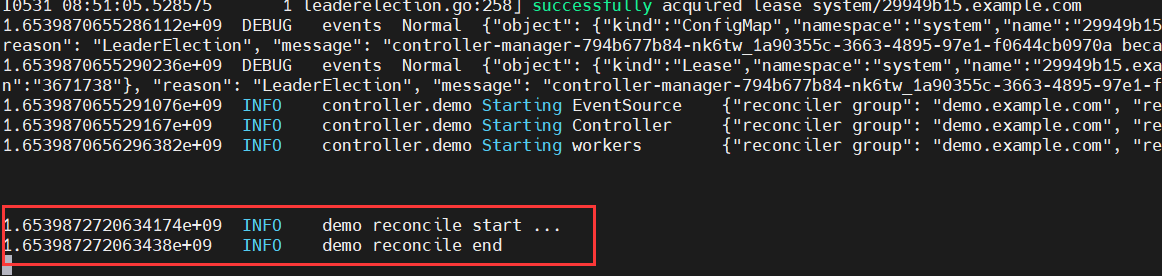 I0531 08:51:05.528575       1 leaderelection.go:258] successfully acquired lease system/29949b15.example.com
1.6539870655286112e+09  DEBUG   events  Normal  {"object": {"kind":"ConfigMap","namespace":"system","name":"29949b15.exampl
reason": "LeaderElection", "message": "controller-manager-794b677b84-nk6tw_1a90355c-3663-4895-97e1-f0644cb0970a beca
1.6539870655290236e+09  DEBUG   events  Normal  {"object": {"kind":"Lease","namespace":"system","name":"29949b15.exa
n":"3671738"}, "reason": "LeaderElection", "message": "controller-manager-794b677b84-nk6tw_1a90355c-3663-4895-97e1-f
1.6539870655291076e+09  INFO    controller.demo Starting EventSource    {"reconciler group": "demo.example.com", "re
1.653987065529167e+09   INFO    controller.demo Starting Controller     {"reconciler group": "demo.example.com", "re
1.6539870656296382e+09  INFO    controller.demo Starting workers        {"reconciler group": "demo.example.com", "re
1.6539872720634174e+09  INFO    demo reconcile start ...
1.653987272063438e+09   INFO    demo reconcile end